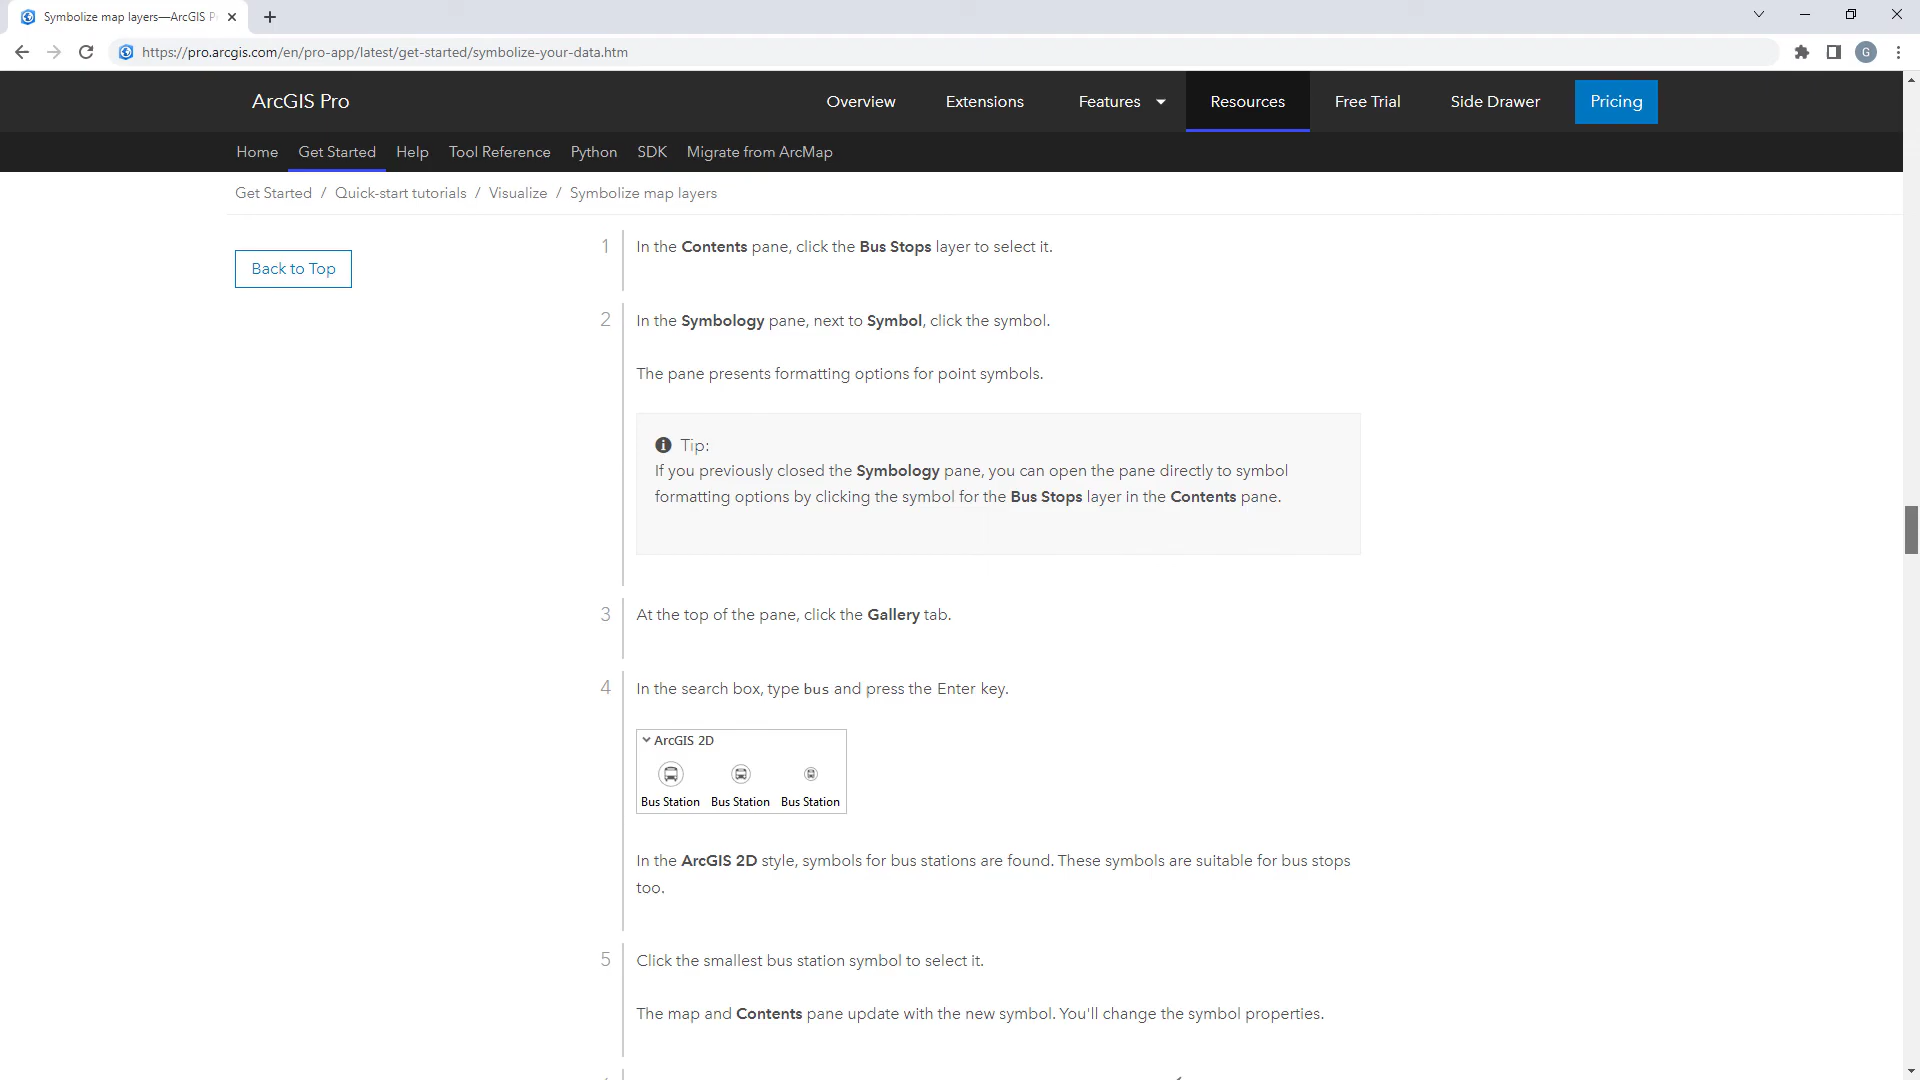 Symbolize map layers—ArcGIS P
https://pro.arcgis.com/en/pro-app/latest/get-started/symbolize-your-data.htm
G
ArcGIS Pro
Overview
Extensions
Features
Resources
Free Trial
Side Drawer
Pricing
Home
Get Started
Help
Tool Reference
Python
SDK
Migrate from ArcMap
Get Started / Quick-start tutorials / Visualize / Symbolize map layers
Back to Top
1 In the Contents pane, click the Bus Stops layer to select it.
2 In the Symbology pane, next to Symbol, click the symbol.
The pane presents formatting options for point symbols.
Tip:
If you previously closed the Symbology pane, you can open the pane directly to symbol
formatting options by clicking the symbol for the Bus Stops layer in the Contents pane.
3 At the top of the pane, click the Gallery tab.
4 In the search box, type bus and press the Enter key.
ArcGIS 2D
Bus Station Bus Station Bus Station
In the ArcGIS 2D style, symbols for bus stations are found. These symbols are suitable for bus stops
too.
5 Click the smallest bus station symbol to select it.
The map and Contents pane update with the new symbol. You'll change the symbol properties.